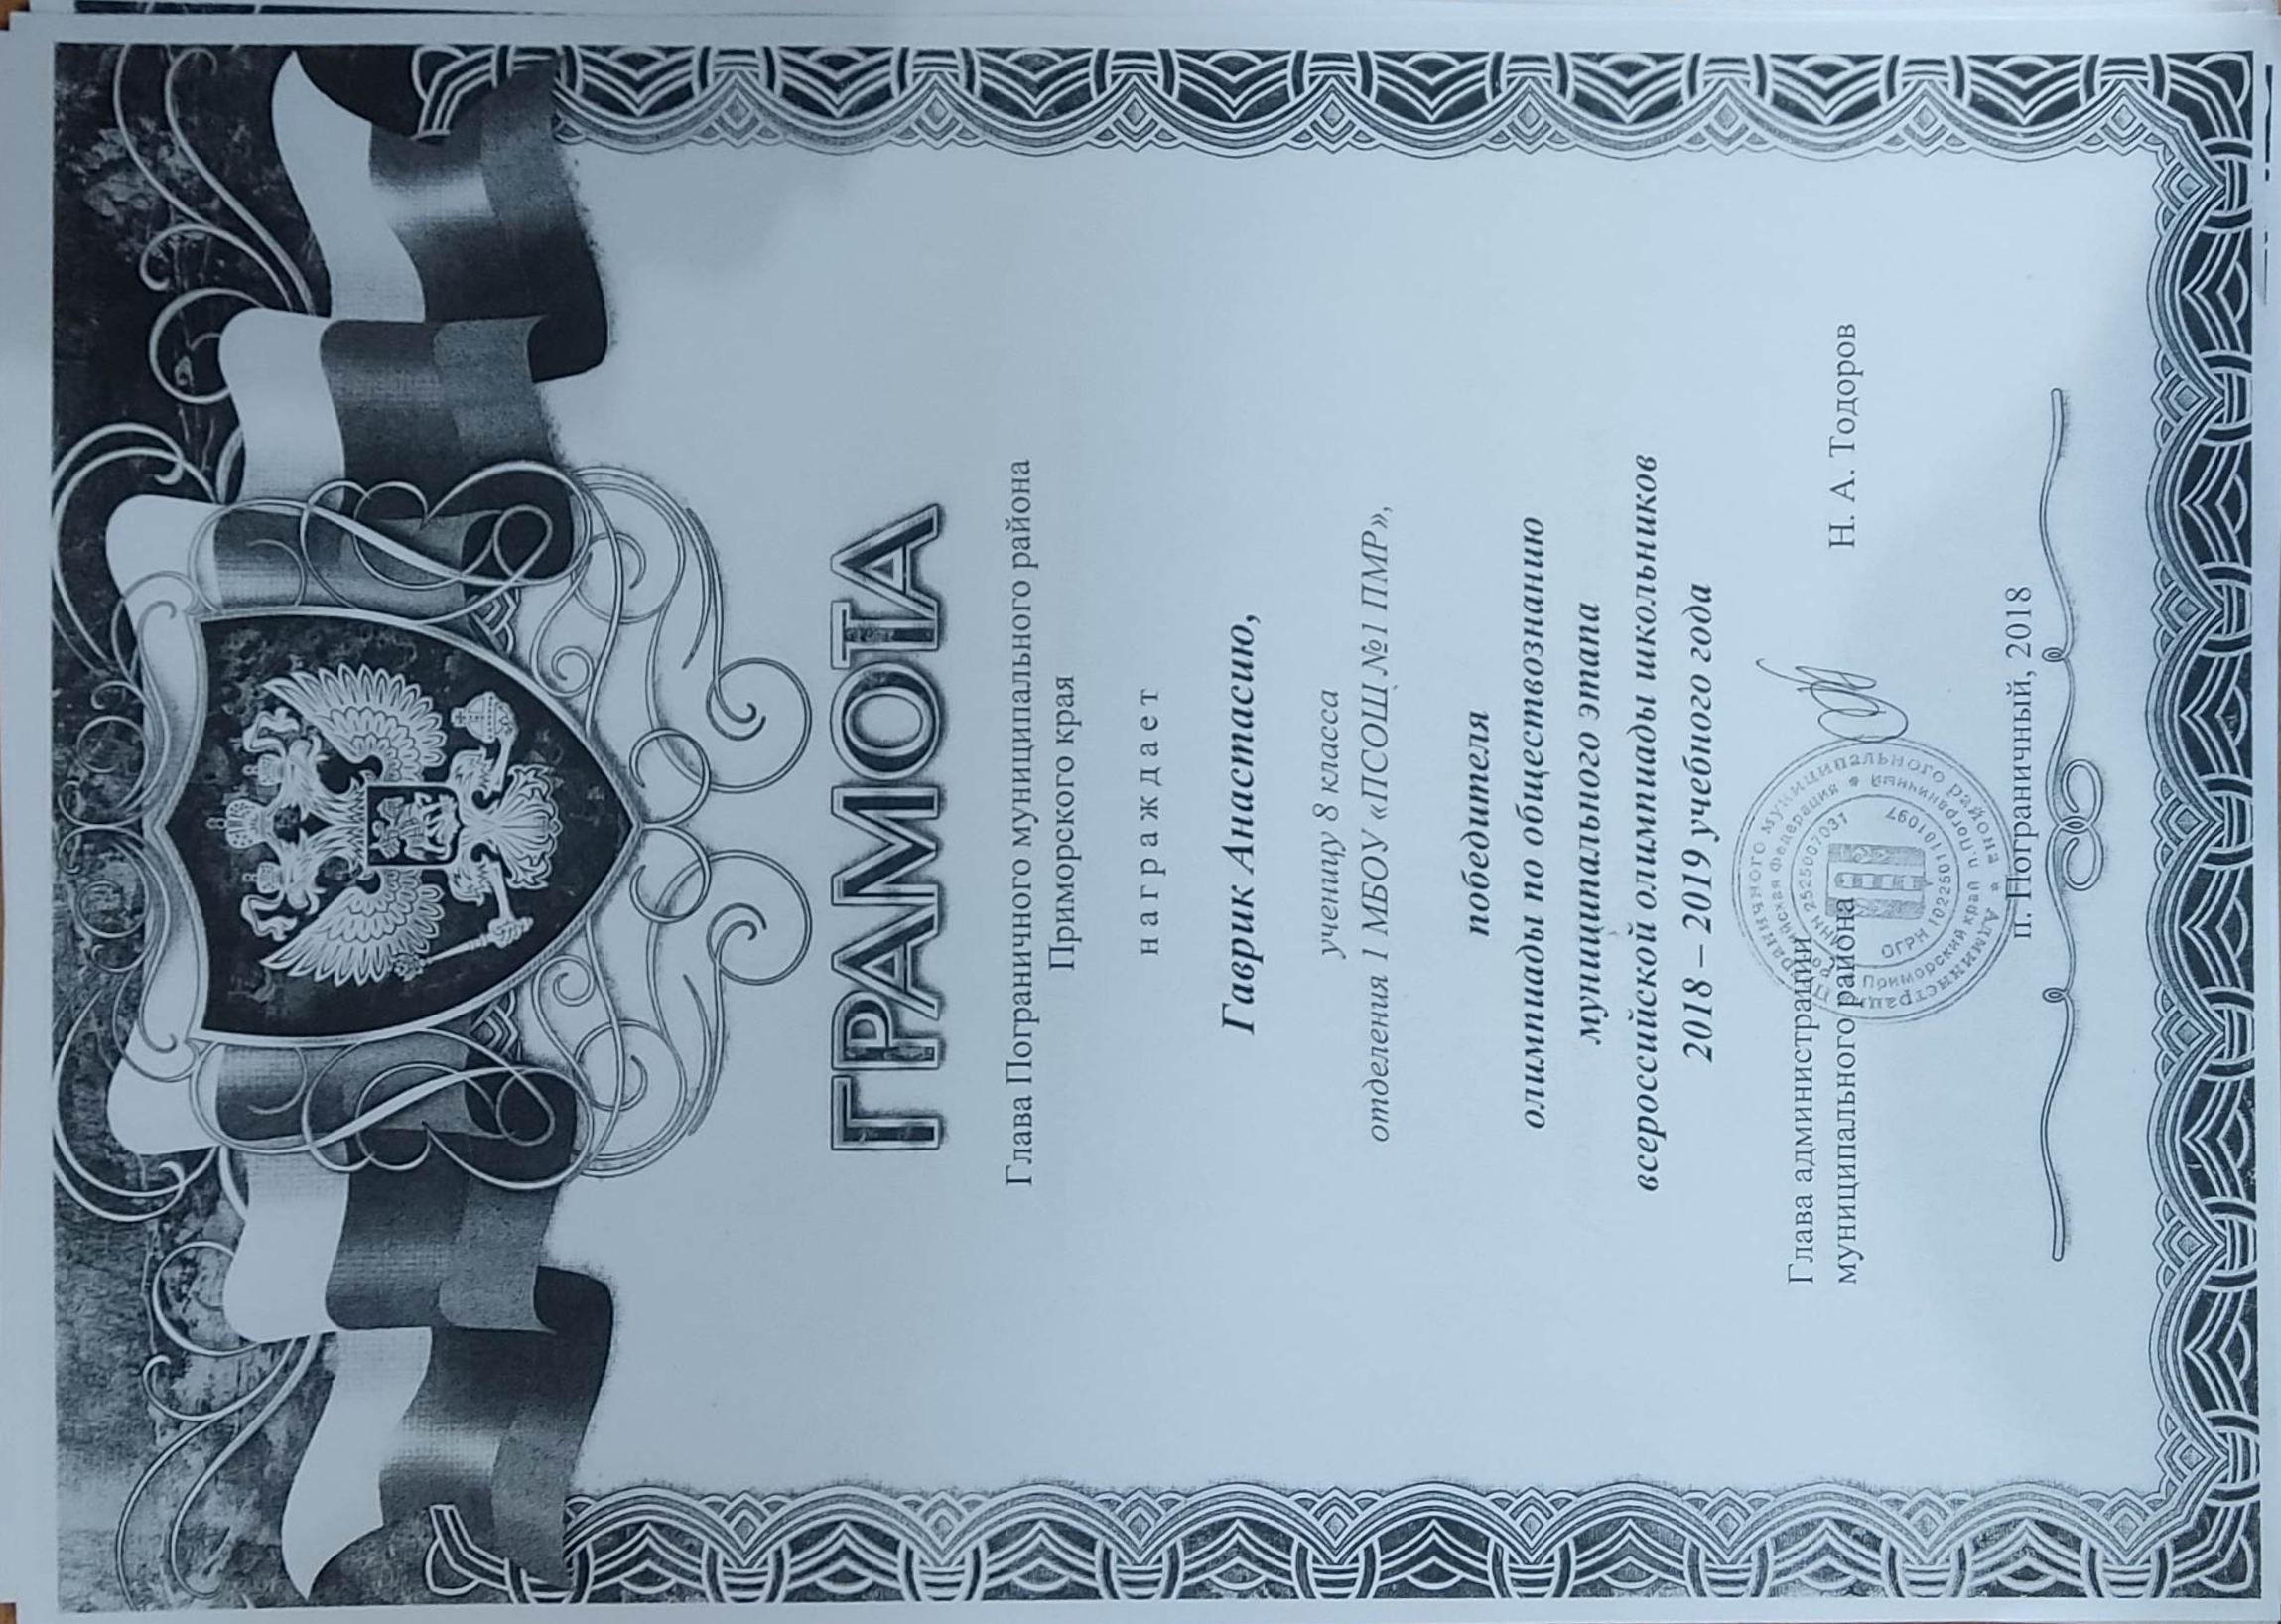 ГРАМОТА
Глава Пограничного муниципального района
Приморского края
награждает
Гаврик Анастасию,
ученицу 8 класса
отделения 1 МБОУ «ПСОШ №1 ПМР»,
победителя
олимпиады по обществознанию
муниципального этапа
всероссийской олимпиады школьников
2018 – 2019 учебного года
Глава администрации
муниципального района
Н. А. Тодоров
Администрация Пограничного муниципального района
Российская Федерация Приморский край п.Пограничный
ИНН 2525007031
ОГРН 1022501101097
п. Пограничный, 2018